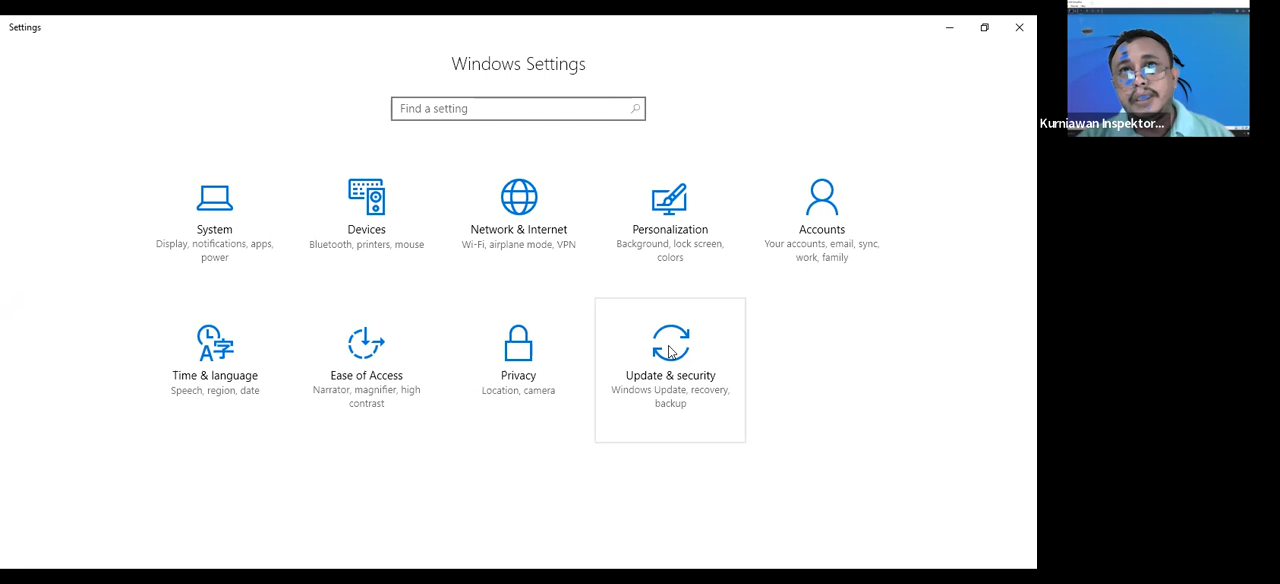 Settings
Windows Settings
Find a setting
System
Display, notifications, apps,
power
Devices
Bluetooth, printers, mouse
Network & Internet
Wi-Fi, airplane mode, VPN
Personalization
Background, lock screen,
colors
Accounts
Your accounts, email, sync,
work, family
Time & language
Speech, region, date
Ease of Access
Narrator, magnifier, high
contrast
Privacy
Location, camera
Update & security
Windows Update, recovery,
backup
Kurniawan Inspektor...